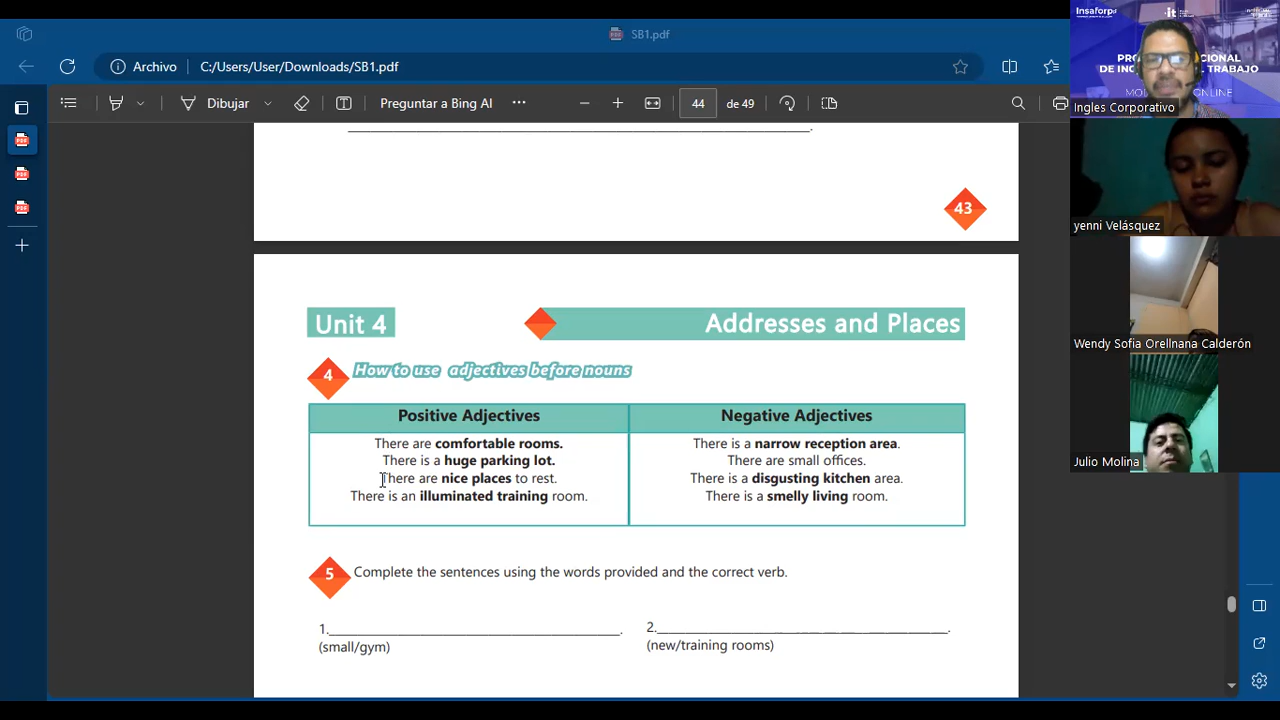 SB1.pdf
Archivo C:/Users/User/Downloads/SB1.pdf
Dibujar Preguntar a Bing AI 44 de 49
43
Unit 4 Addresses and Places
4 How to use adjectives before nouns
Positive Adjectives Negative Adjectives
There are comfortable rooms. There is a narrow reception area.
There is a huge parking lot. There are small offices.
There are nice places to rest. There is a disgusting kitchen area.
There is an illuminated training room. There is a smelly living room.
5 Complete the sentences using the words provided and the correct verb.
1. 2.
(small/gym) (new/training rooms)
Insaforp it
Ingles Corporativo
yenni Velásquez
Wendy Sofia Orellnana Calderón
Julio Molina